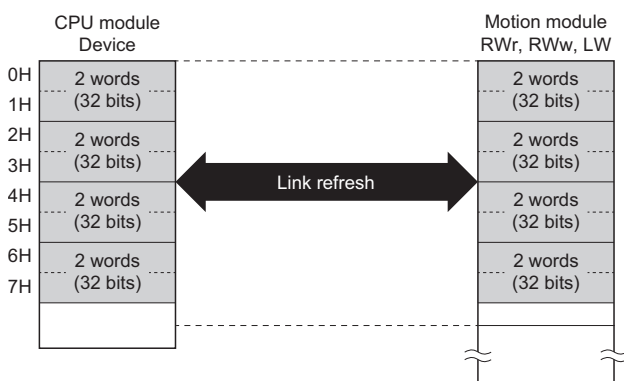 CPU module
Device
Motion module
RWr, RWw, LW
0H
1H
2H
3H
4H
5H
6H
7H
2 words
(32 bits)
2 words
(32 bits)
2 words
(32 bits)
2 words
(32 bits)
Link refresh
2 words
(32 bits)
2 words
(32 bits)
2 words
(32 bits)
2 words
(32 bits)